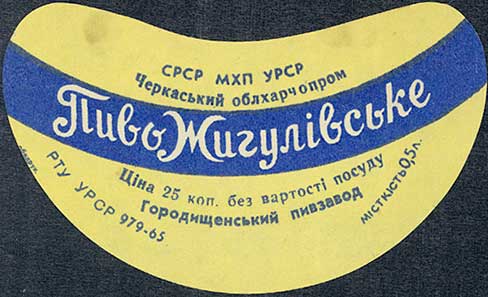 СРСР МХП УРСР
Черкаський облхарчопром
Пиво Жигулівське
Ціна 25 коп. без вартості посуду
Городищенський пивзавод
РТУ УРСР 979-65
місткість 0,5л.